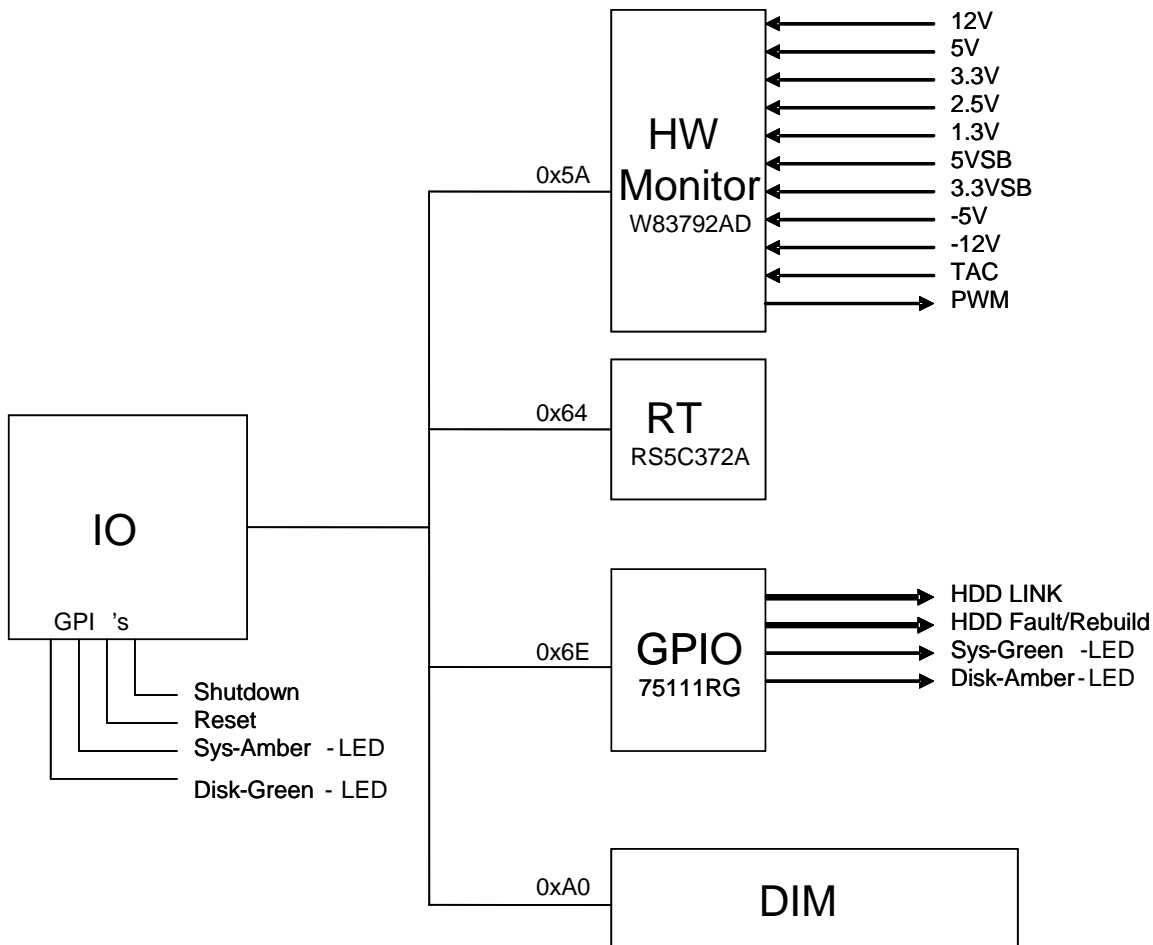 12V
5V
3.3V
2.5V
1.3V
5VSB
3.3VSB
-5V
-12V
TAC
PWM
HW
Monitor
W83792AD
0x5A
0x64
RT
RS5C372A
IO
GPI 's
Shutdown
Reset
Sys-Amber - LED
Disk-Green - LED
0x6E
GPIO
75111RG
HDD LINK
HDD Fault/Rebuild
Sys-Green -LED
Disk-Amber - LED
0xA0
DIM